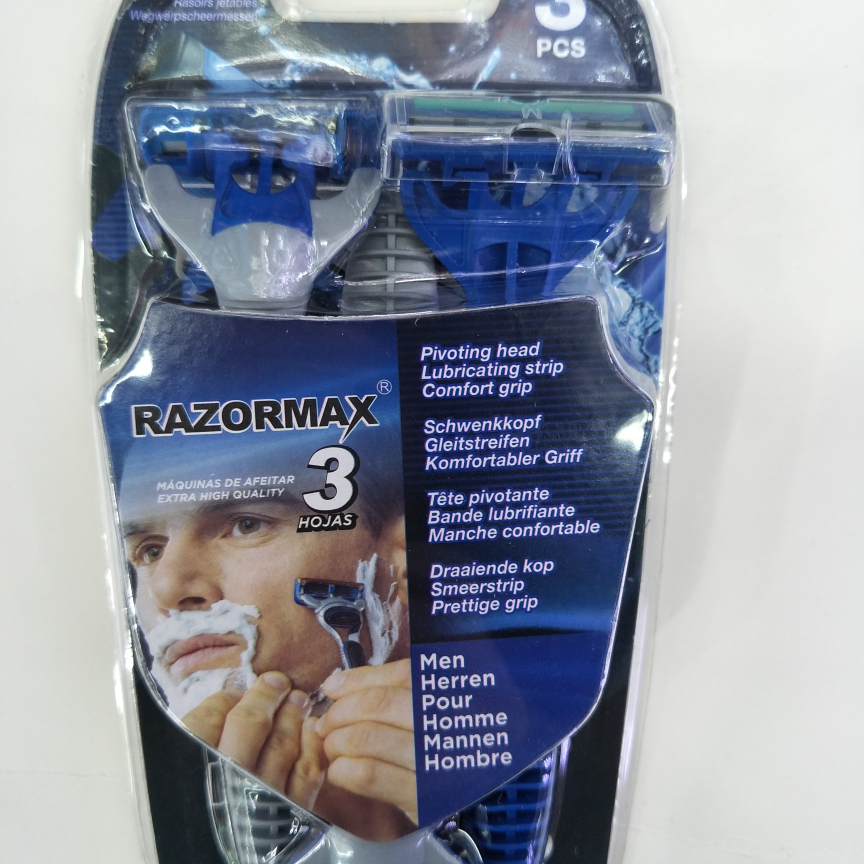 Rasoirs jetables
Wegwerpscheermessen
3
PCS
RAZORMAX®
MÁQUINAS DE AFEITAR
EXTRA HIGH QUALITY
3
HOJAS
Pivoting head
Lubricating strip
Comfort grip
Schwenkkopf
Gleitstreifen
Komfortabler Griff
Tête pivotante
Bande lubrifiante
Manche confortable
Draaiende kop
Smeerstrip
Prettige grip
Men
Herren
Pour
Homme
Mannen
Hombre